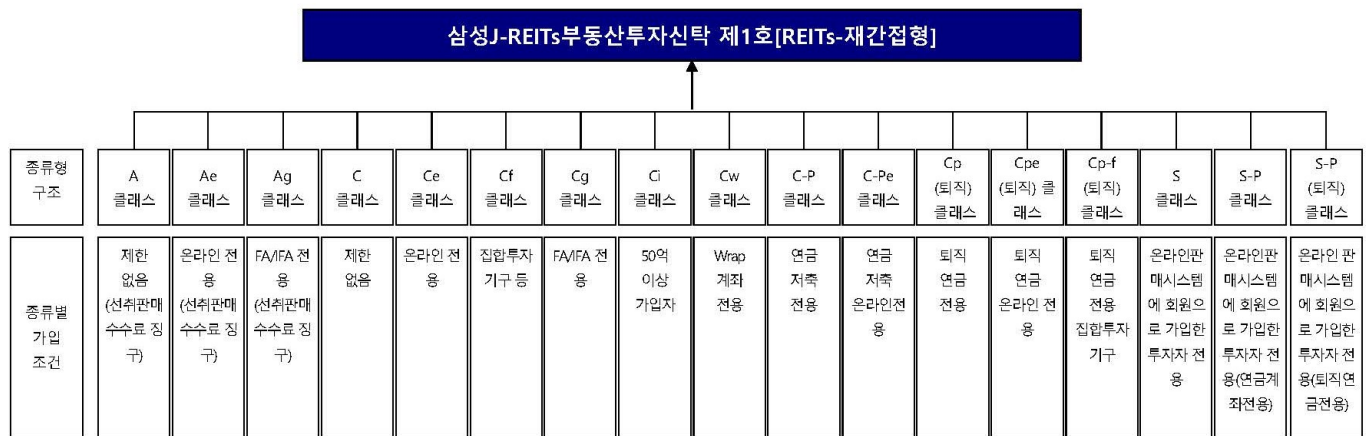 삼성J-REITs부동산투자신탁 제1호[REITs-재간접형]
종류형
구조
A
클래스
Ae
클래스
Ag
클래스
C
클래스
Ce
클래스
Cf
클래스
Cg
클래스
Ci
클래스
Cw
클래스
C-P
클래스
C-Pe
클래스
Cp
(퇴직)
클래스
Cpe
(퇴직) 클
래스
Cp-f
(퇴직)
클래스
S
클래스
S-P
클래스
S-P
(퇴직)
클래스
종류별
가입
조건
제한
없음
(선취판매
수수료 징
구)
온라인 전
용
(선취판매
수수료 징
구)
FA/IFA 전
용
(선취판매
수수료 징
구)
제한
없음
온라인 전
용
집합투자
기구 등
FA/IFA 전
용
50억
이상
가입자
Wrap
계좌
전용
연금
저축
전용
연금
저축
온라인전
용
퇴직
연금
전용
퇴직
연금
온라인 전
용
퇴직
연금
전용
집합투자
기구
온라인판
매시스템
에 회원으
로 가입한
투자자 전
용
온라인 판
매시스템
에 회원으
로 가입한
투자자 전
용(연금계
좌전용)
온라인 판
매시스템
에 회원으
로 가입한
투자자 전
용(퇴직연
금전용)